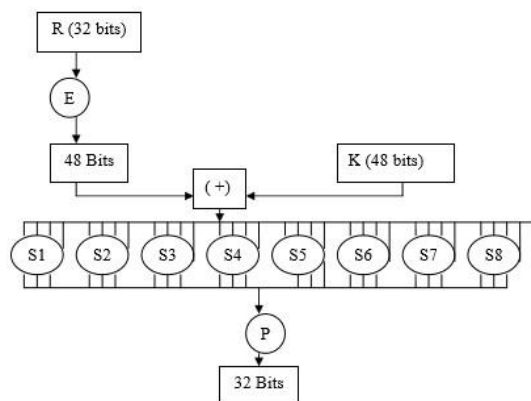 R (32 bits)
E
48 Bits
K (48 bits)
( +)
S1 S2 S3 S4 S5 S6 S7 S8
P
32 Bits